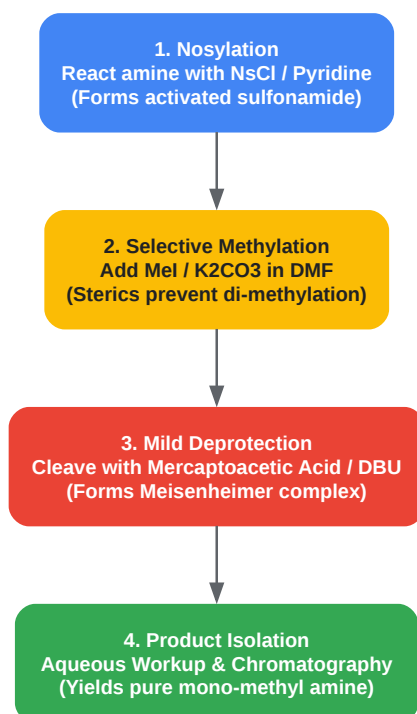 1. Nosylation
React amine with NsCl / Pyridine
(Forms activated sulfonamide)
2. Selective Methylation
Add MeI / K2CO3 in DMF
(Sterics prevent di-methylation)
3. Mild Deprotection
Cleave with Mercaptoacetic Acid / DBU
(Forms Meisenheimer complex)
4. Product Isolation
Aqueous Workup & Chromatography
(Yields pure mono-methyl amine)